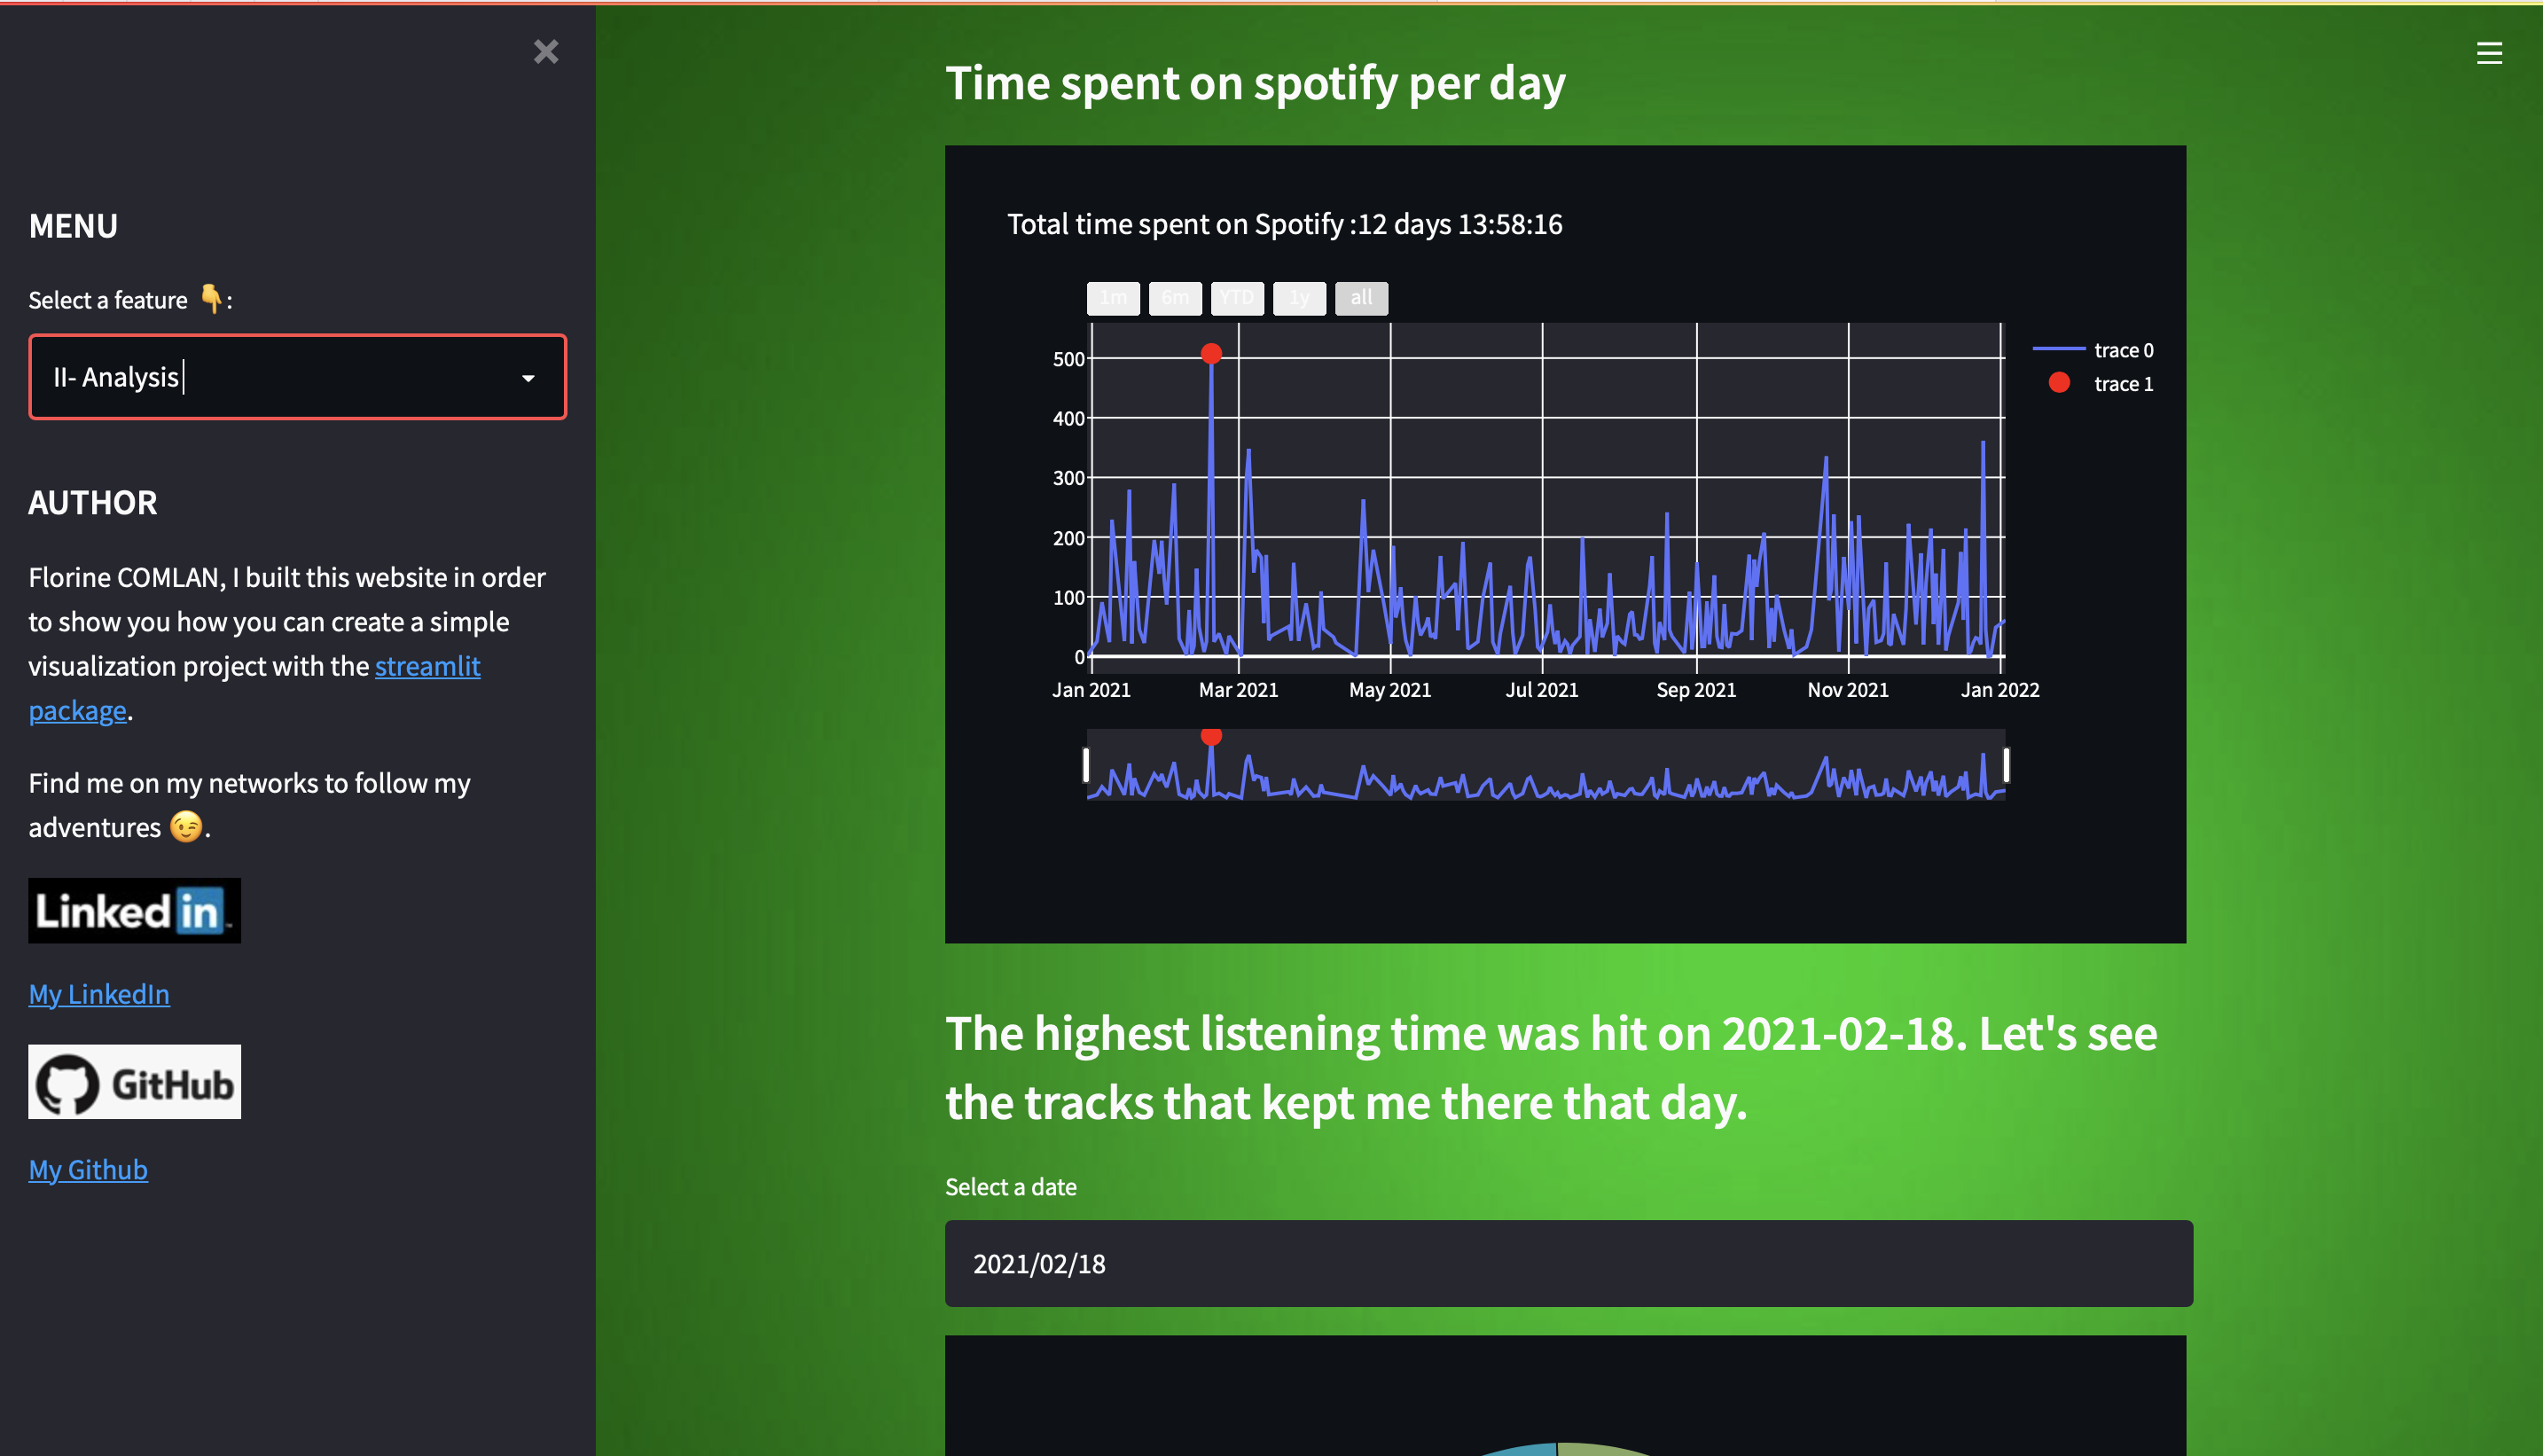 MENU
Select a feature 👇:
II- Analysis
AUTHOR
Florine COMLAN, I built this website in order
to show you how you can create a simple
visualization project with the streamlit
package.
Find me on my networks to follow my
adventures 😉.
Linked in
My LinkedIn
GitHub
My Github
Time spent on spotify per day
Total time spent on Spotify :12 days 13:58:16
1m 6m YTD 1y all
500
400
300
200
100
0
Jan 2021 Mar 2021 May 2021 Jul 2021 Sep 2021 Nov 2021 Jan 2022
trace 0
trace 1
The highest listening time was hit on 2021-02-18. Let's see
the tracks that kept me there that day.
Select a date
2021/02/18